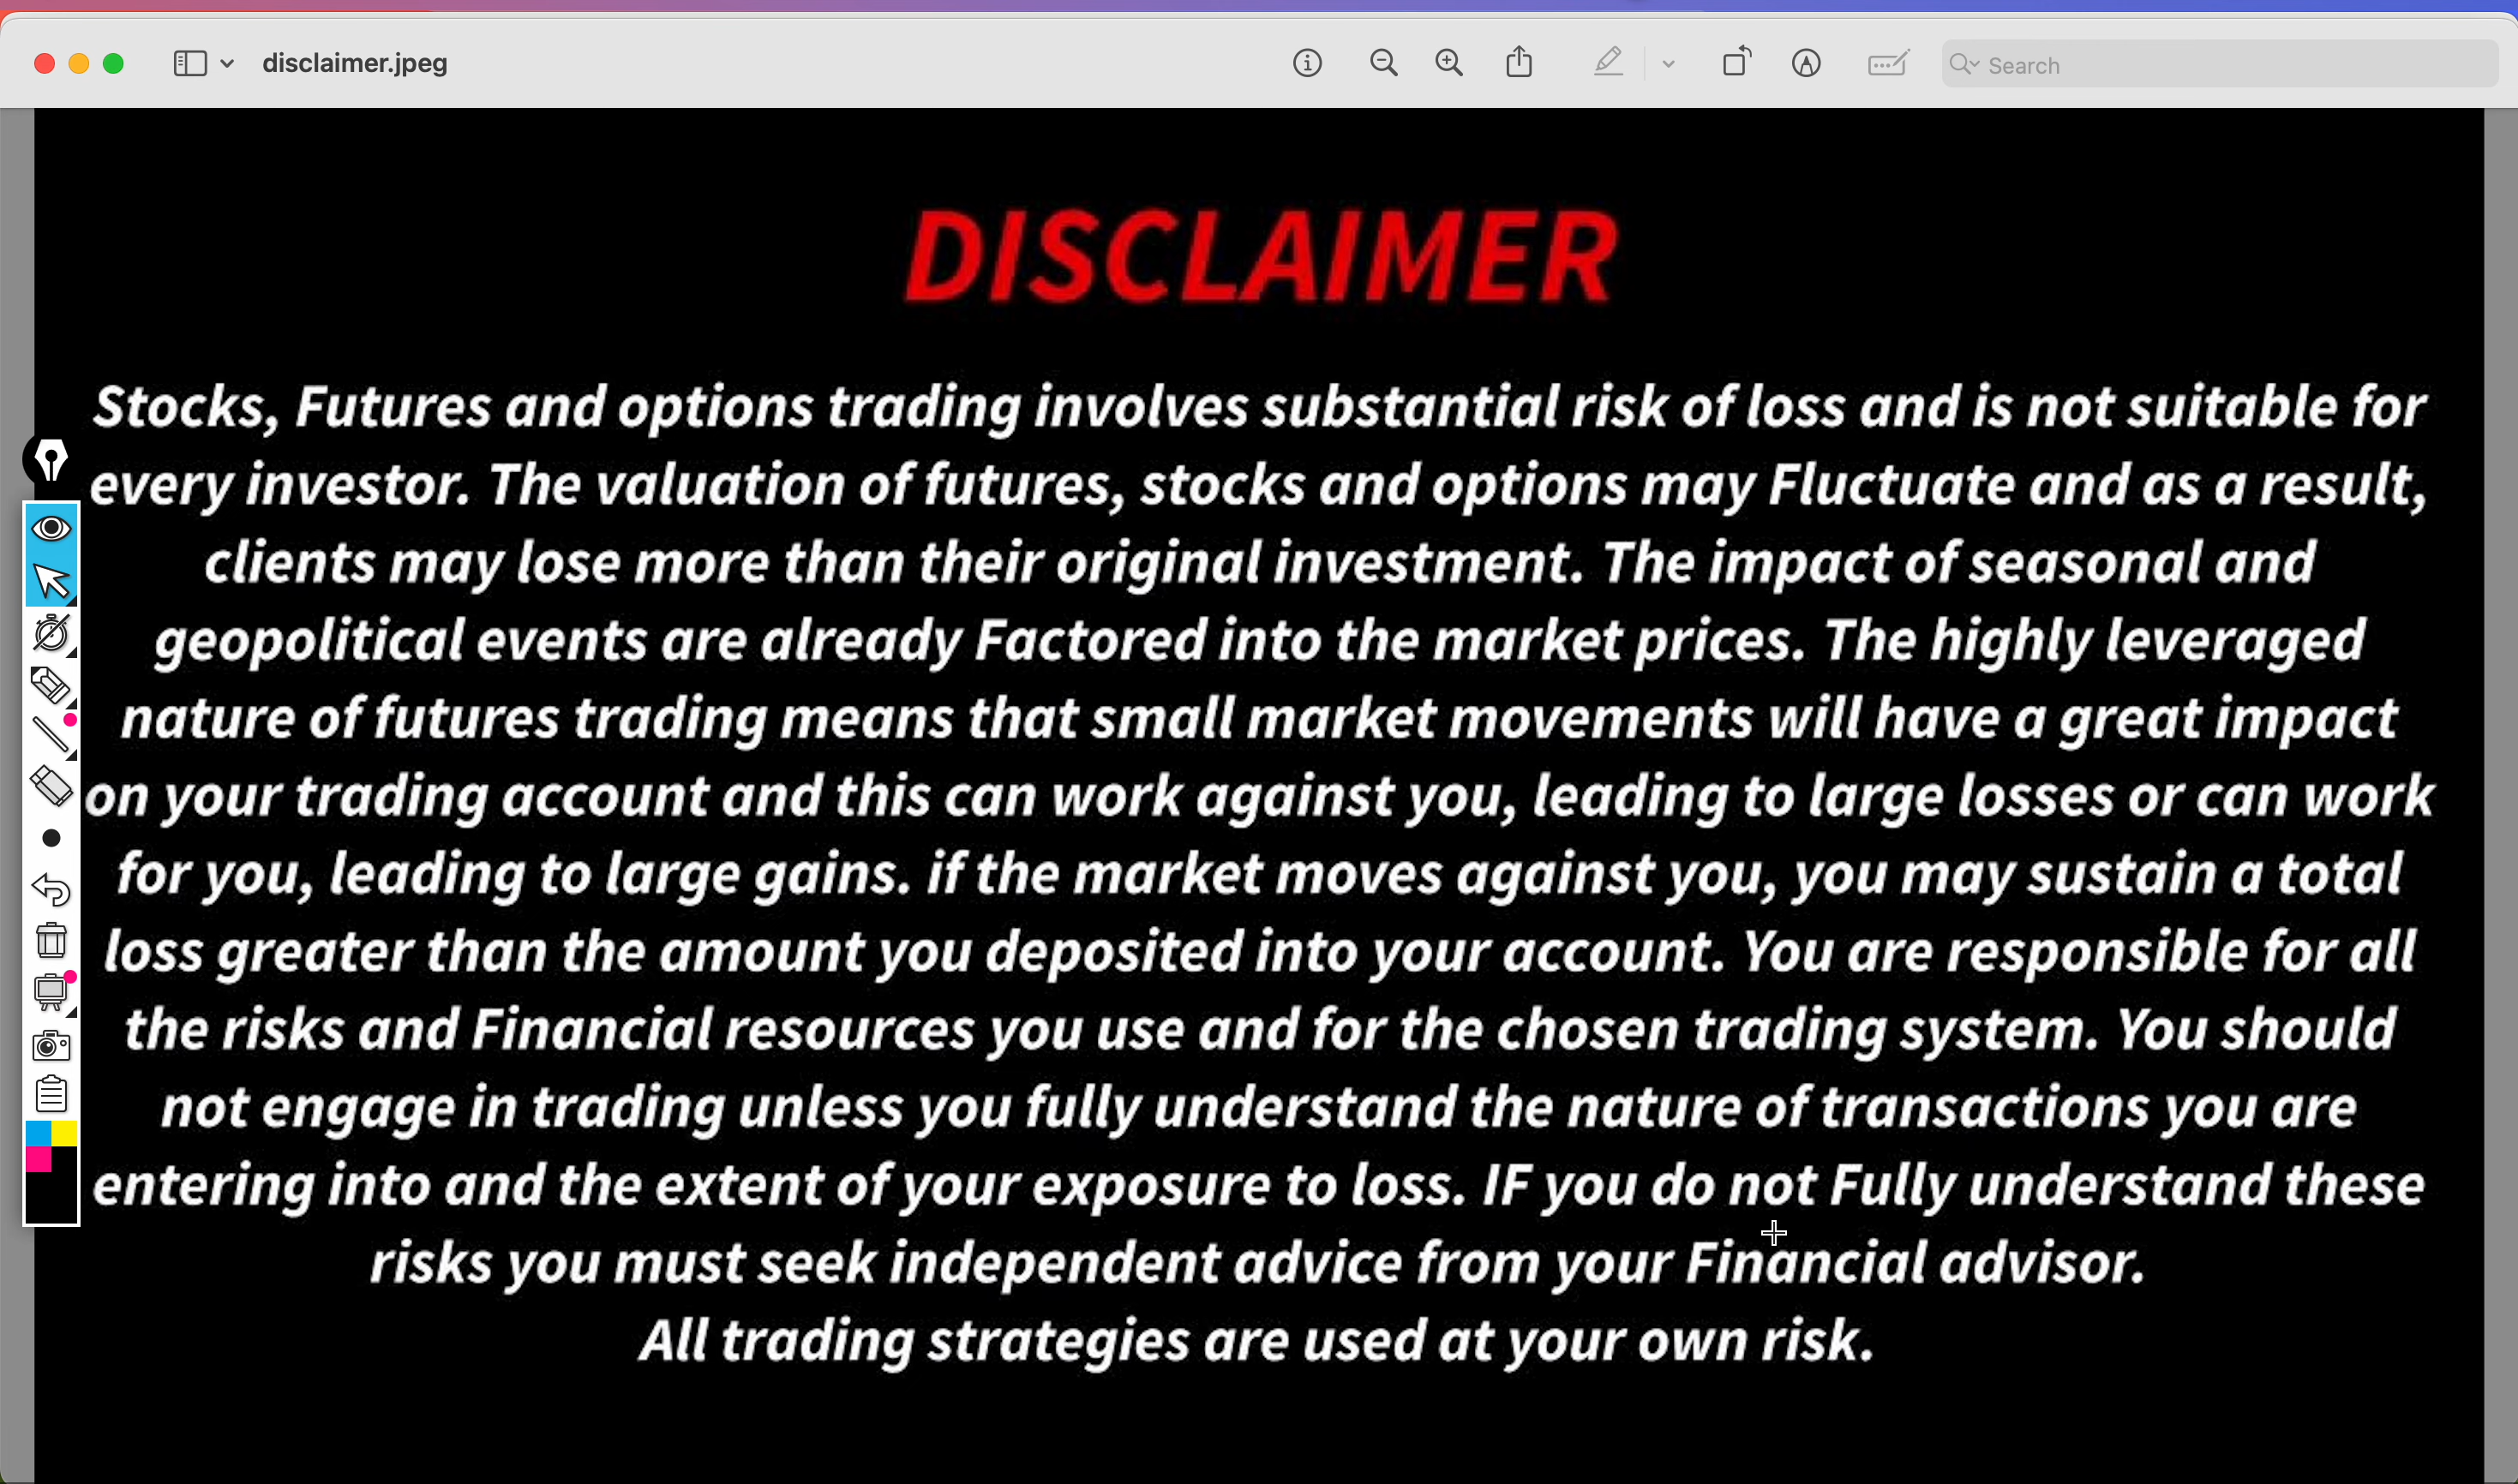 disclaimer.jpeg
Search
DISCLAIMER
Stocks, Futures and options trading involves substantial risk of loss and is not suitable for
every investor. The valuation of futures, stocks and options may Fluctuate and as a result,
clients may lose more than their original investment. The impact of seasonal and
geopolitical events are already Factored into the market prices. The highly leveraged
nature of futures trading means that small market movements will have a great impact
on your trading account and this can work against you, leading to large losses or can work
for you, leading to large gains. if the market moves against you, you may sustain a total
loss greater than the amount you deposited into your account. You are responsible for all
the risks and Financial resources you use and for the chosen trading system. You should
not engage in trading unless you fully understand the nature of transactions you are
entering into and the extent of your exposure to loss. IF you do not Fully understand these
risks you must seek independent advice from your Financial advisor.
All trading strategies are used at your own risk.